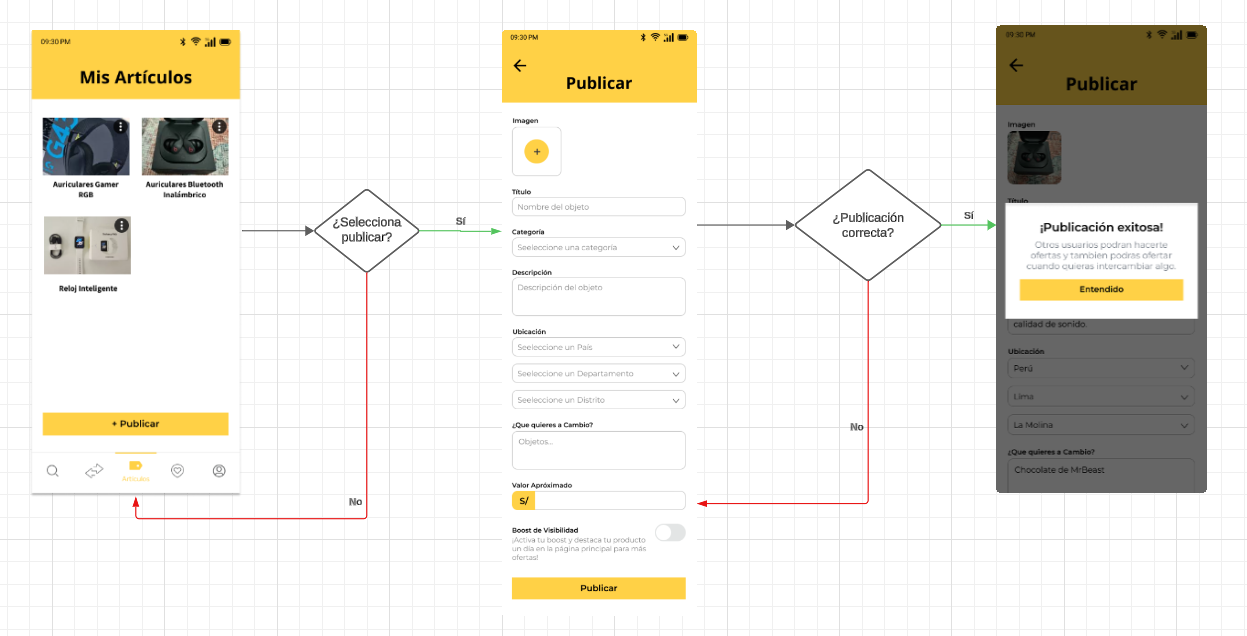 09:30 PM
Mis Artículos
Auriculares Gamer
RGB
Auriculares Bluetooth
Inalámbrico
Reloj Inteligente
+ Publicar
Artículos
¿Selecciona
publicar?
Sí
No
09:30 PM
Publicar
Imagen
+
Título
Nombre del objeto
Categoría
Seeleccione una categoria
Descripción
Descripción del objeto
Ubicación
Seeleccione un País
Seeleccione un Departamento
Seeleccione un Distrito
¿Que quieres a Cambio?
Objetos...
Valor Apróximado
S/
Boost de Visibilidad
¡Activa tu boost y destaca tu producto
un día en la página principal para más
ofertas!
Publicar
¿Publicación
correcta?
Sí
No
09:30 PM
Publicar
Imagen
Título
¡Publicación exitosa!
Otros usuarios podran hacerte
ofertas y tambien podras ofertar
cuando quieras intercambiar algo.
Entendido
calidad de sonido.
Ubicación
Perú
Lima
La Molina
¿Que quieres a Cambio?
Chocolate de MrBeast